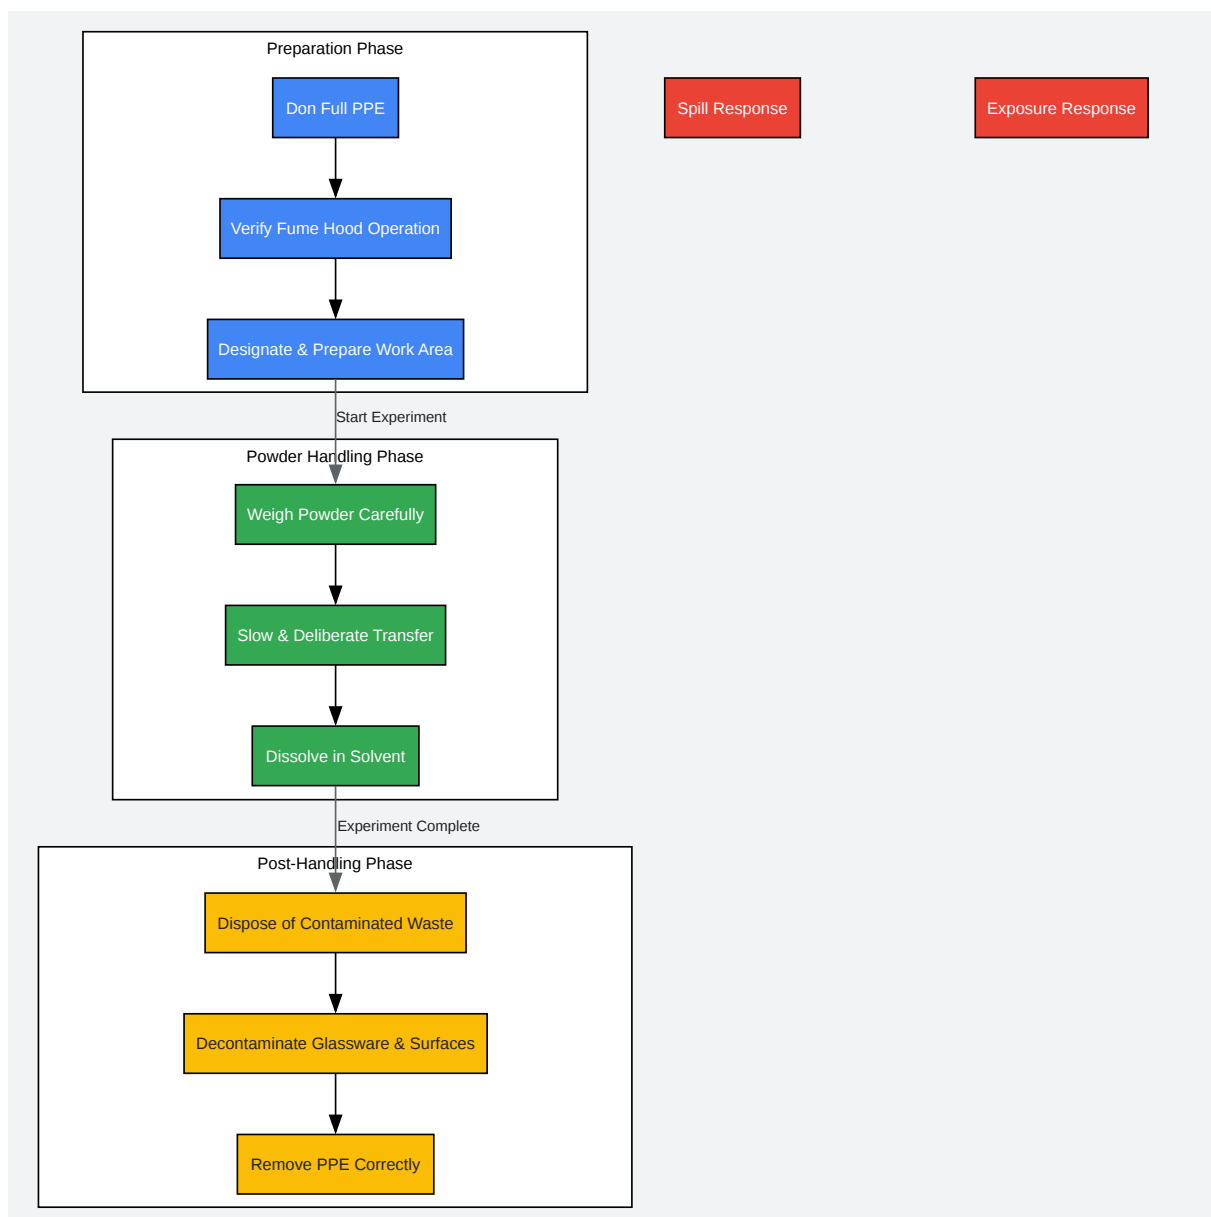 Preparation Phase
Don Full PPE
Spill Response
Exposure Response
Verify Fume Hood Operation
Designate & Prepare Work Area
Start Experiment
Powder Handling Phase
Weigh Powder Carefully
Slow & Deliberate Transfer
Dissolve in Solvent
Experiment Complete
Post-Handling Phase
Dispose of Contaminated Waste
Decontaminate Glassware & Surfaces
Remove PPE Correctly